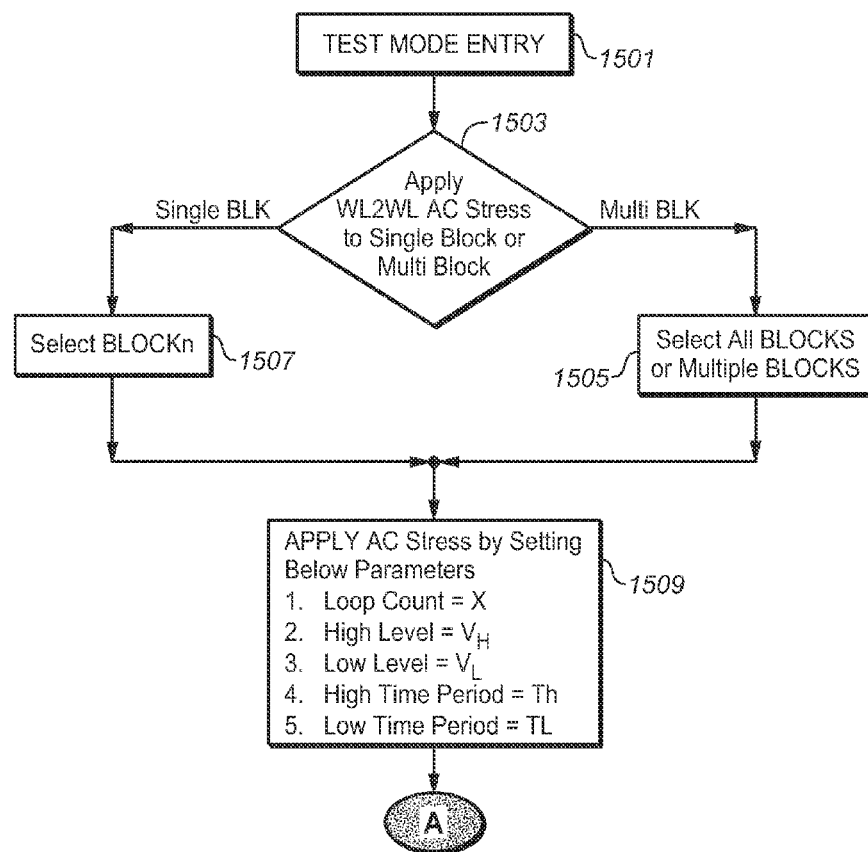 TEST MODE ENTRY
1501
1503
Apply
WL2WL AC Stress
to Single Block or
Multi Block
Single BLK
Multi BLK
Select BLOCKn
1507
Select All BLOCKS
or Multiple BLOCKS
1505
APPLY AC Stress by Setting
Below Parameters
1. Loop Count = X
2. High Level = V_H
3. Low Level = V_L
4. High Time Period = Th
5. Low Time Period = TL
1509
A